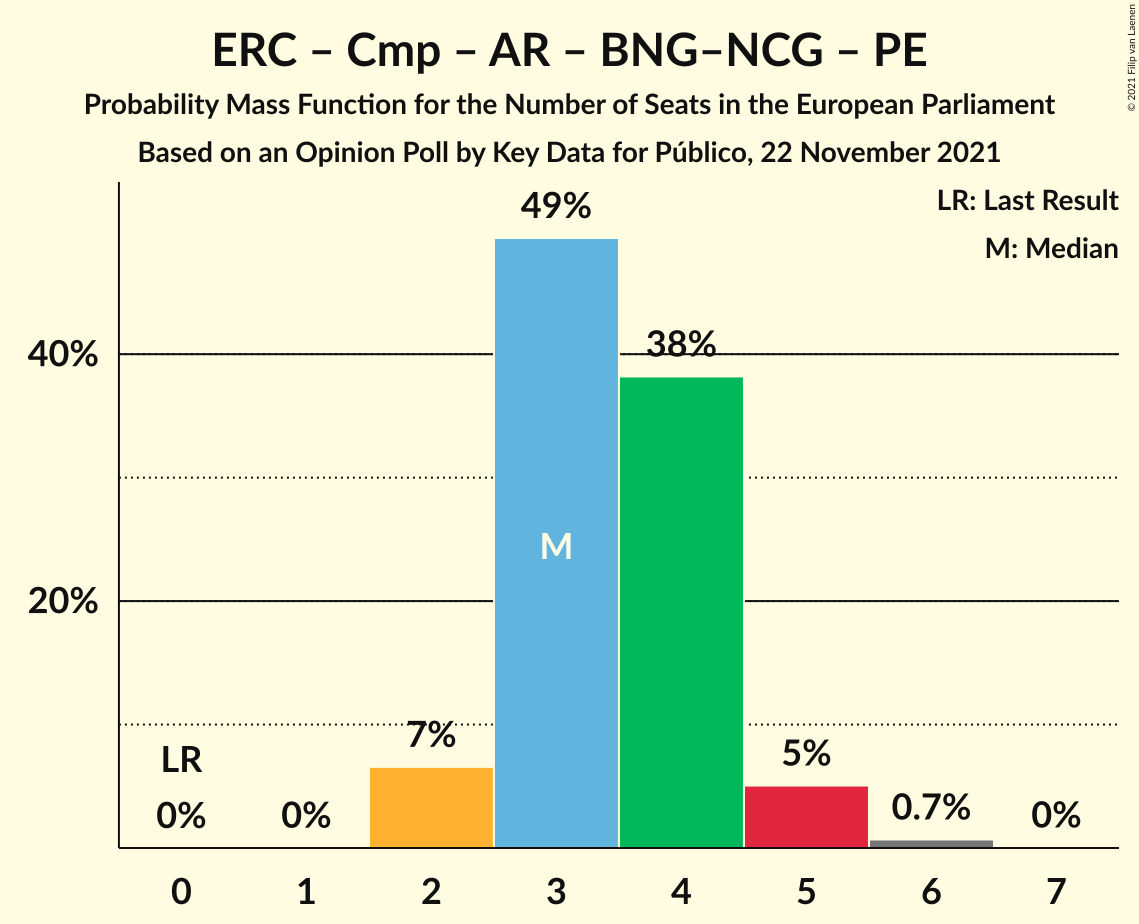 ERC – Cmp – AR – BNG–NCG – PE
Probability Mass Function for the Number of Seats in the European Parliament
Based on an Opinion Poll by Key Data for Público, 22 November 2021
© 2021 Filip van Laenen
LR: Last Result
M: Median
49%
38%
40%
M
20%
7%
5%
LR
0%
0%
0.7%
0%
0 1 2 3 4 5 6 7